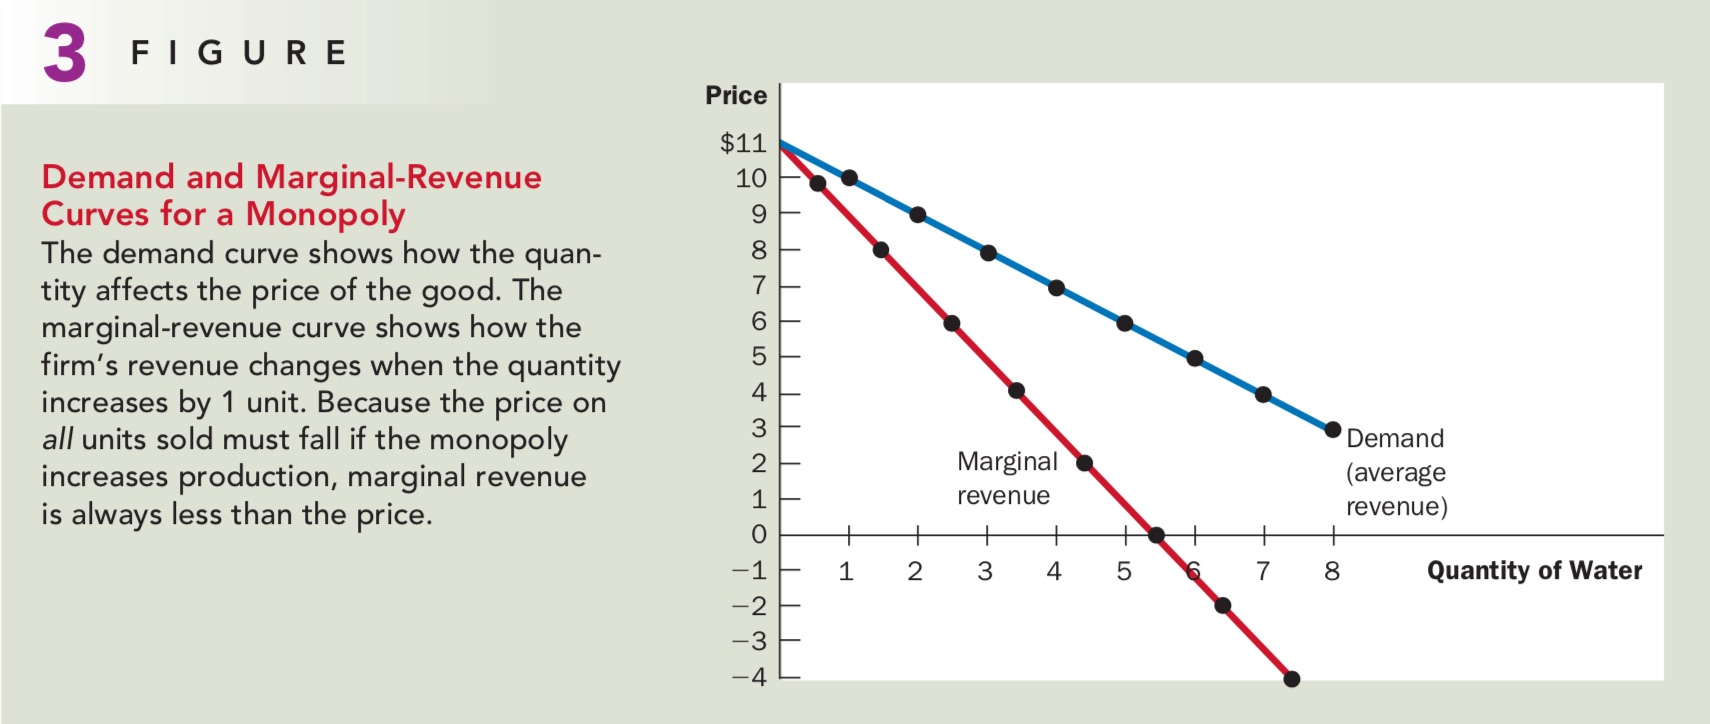 3 FIGURE
Demand and Marginal-Revenue
Curves for a Monopoly
The demand curve shows how the quan-
tity affects the price of the good. The
marginal-revenue curve shows how the
firm’s revenue changes when the quantity
increases by 1 unit. Because the price on
all units sold must fall if the monopoly
increases production, marginal revenue
is always less than the price.
Price
$11
10
9
8
7
6
5
4
3
2
1
0
−1
−2
−3
−4
Marginal
revenue
Demand
(average
revenue)
1 2 3 4 5 6 7 8 Quantity of Water